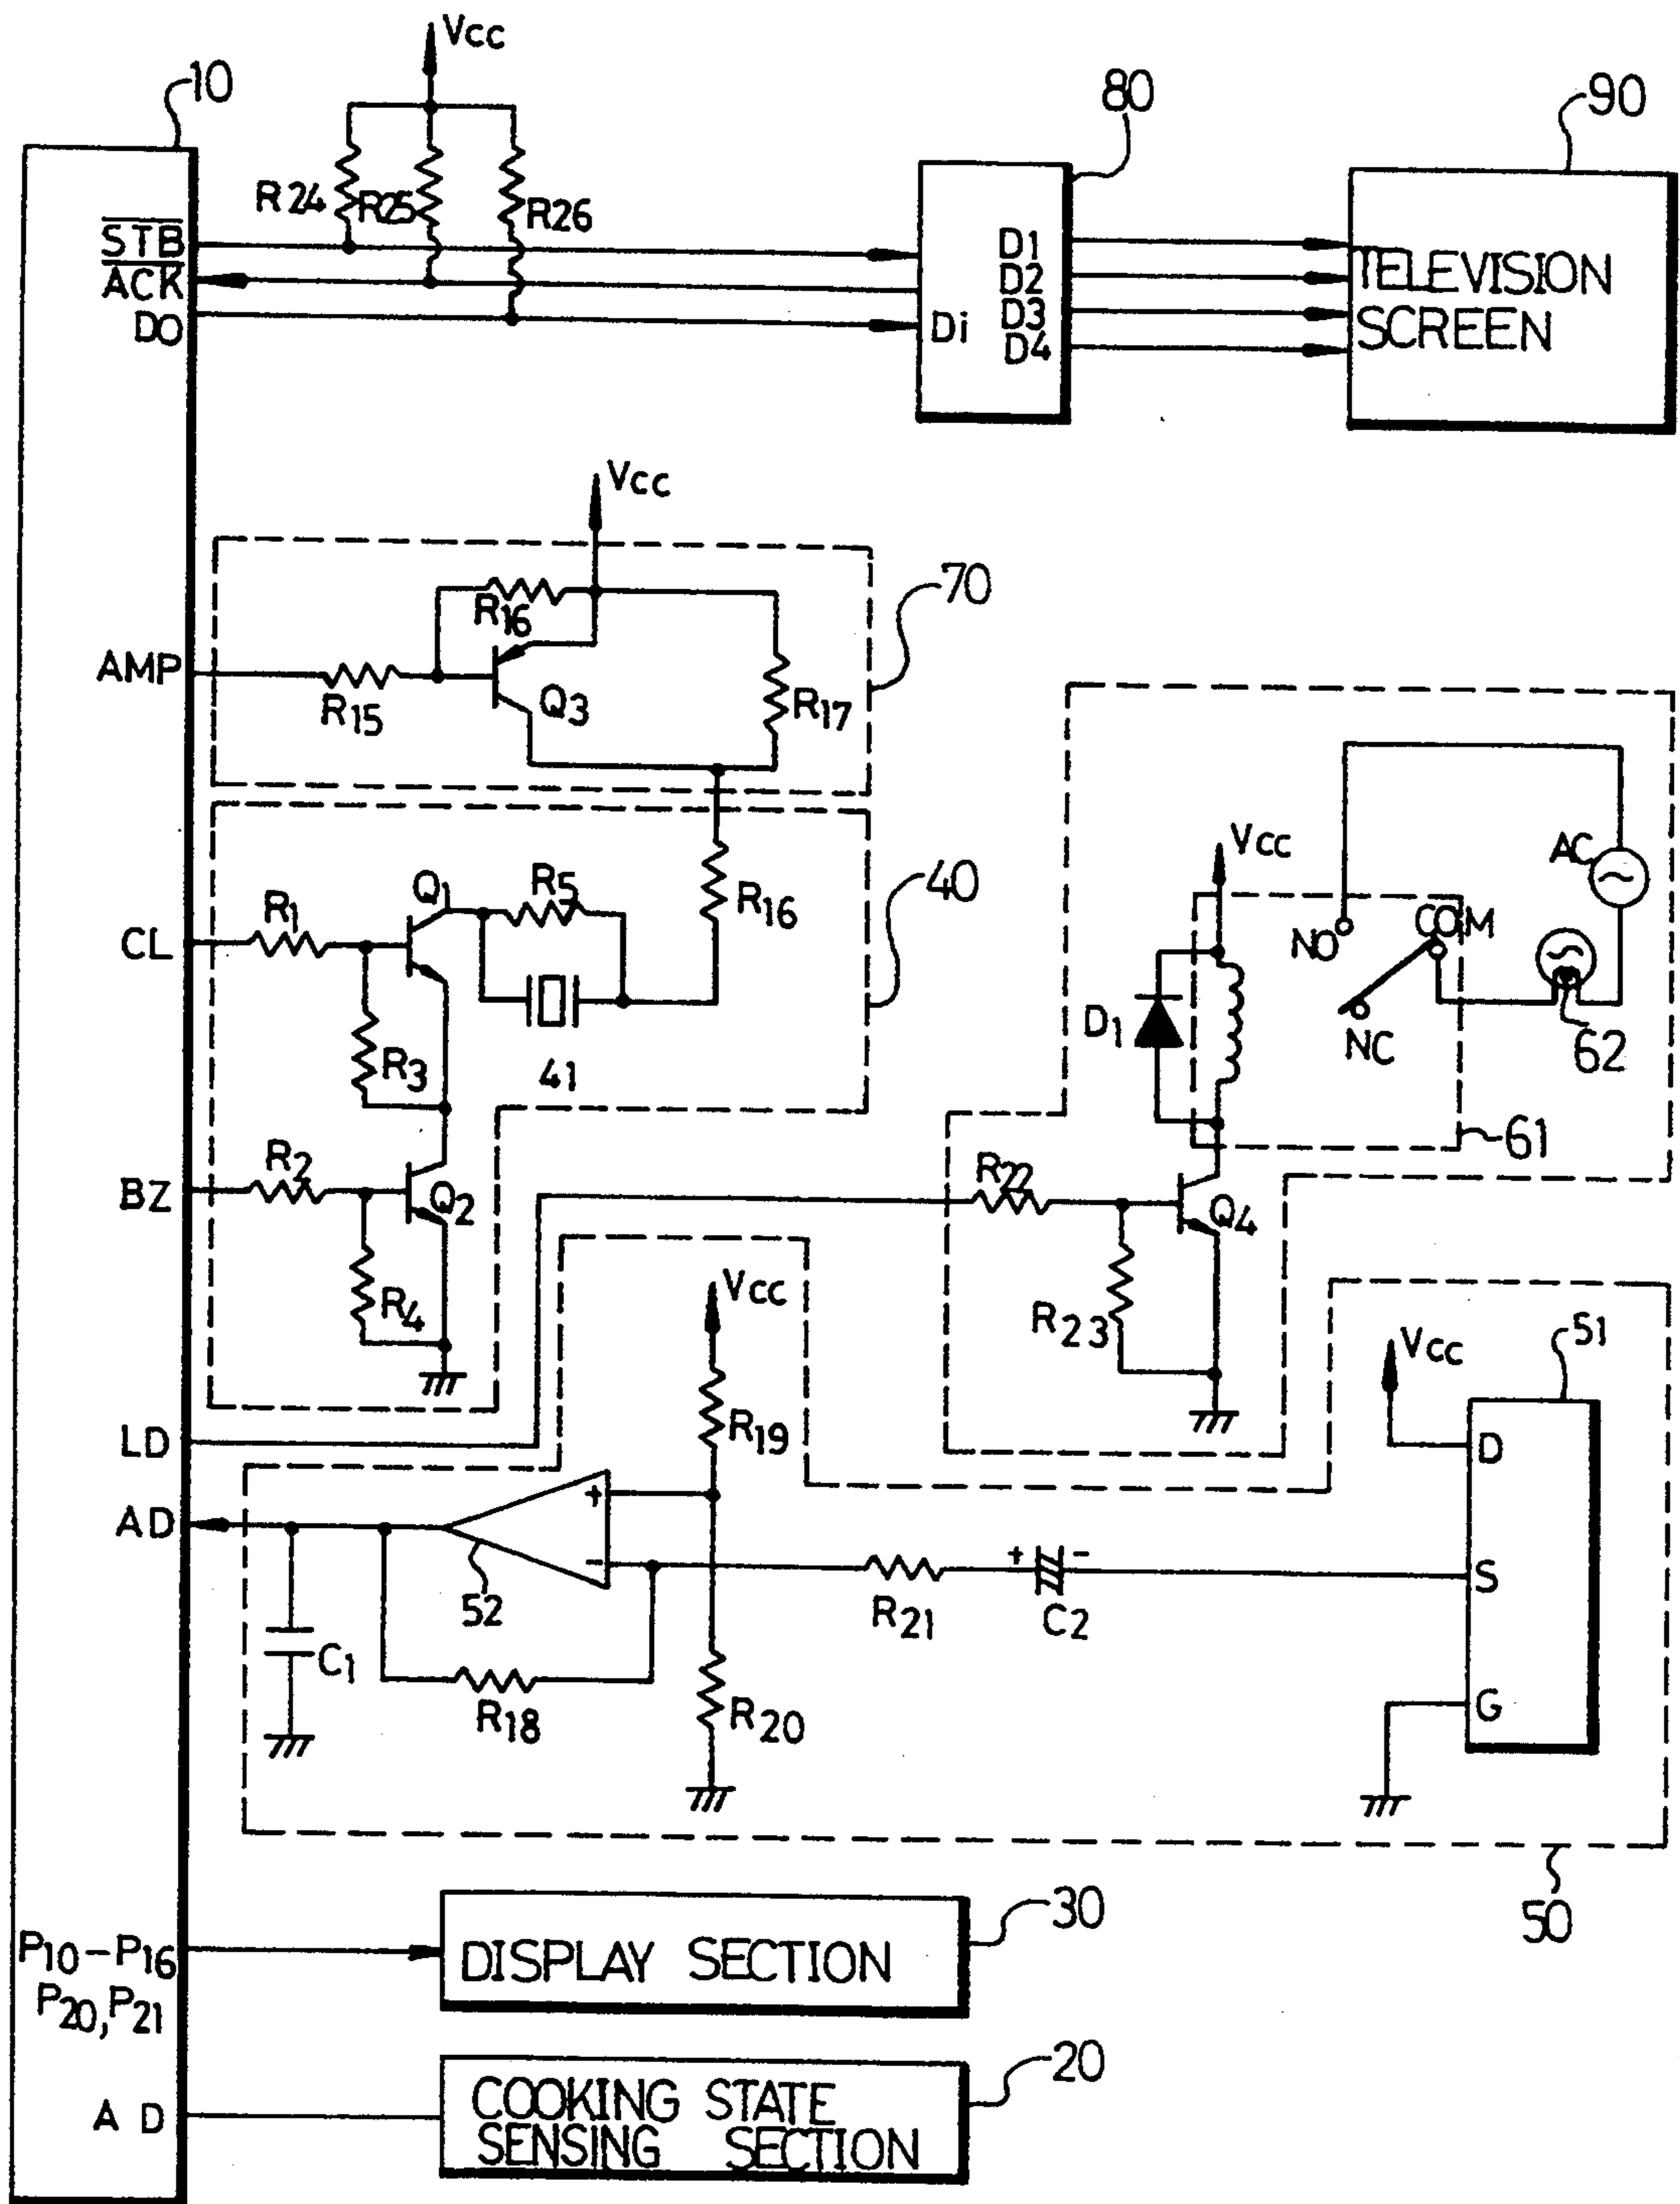 Vcc
10
80
90
R24
R25
R26
STB
ACK
DO
Di
D1
D2
D3
D4
TELEVISION
SCREEN
Vcc
70
R16
AMP
R15
Q3
R17
Vcc
AC
40
Q1
R5
R16
R1
CL
NO
COM
D1
NC
62
R3
41
61
R2
BZ
Q2
R22
Q4
R4
Vcc
R23
51
Vcc
R19
LD
D
AD
+
-
52
+
-
R21
C2
S
C1
R18
R20
G
50
30
P10-P16
P20,P21
DISPLAY SECTION
20
A D
COOKING STATE
SENSING SECTION